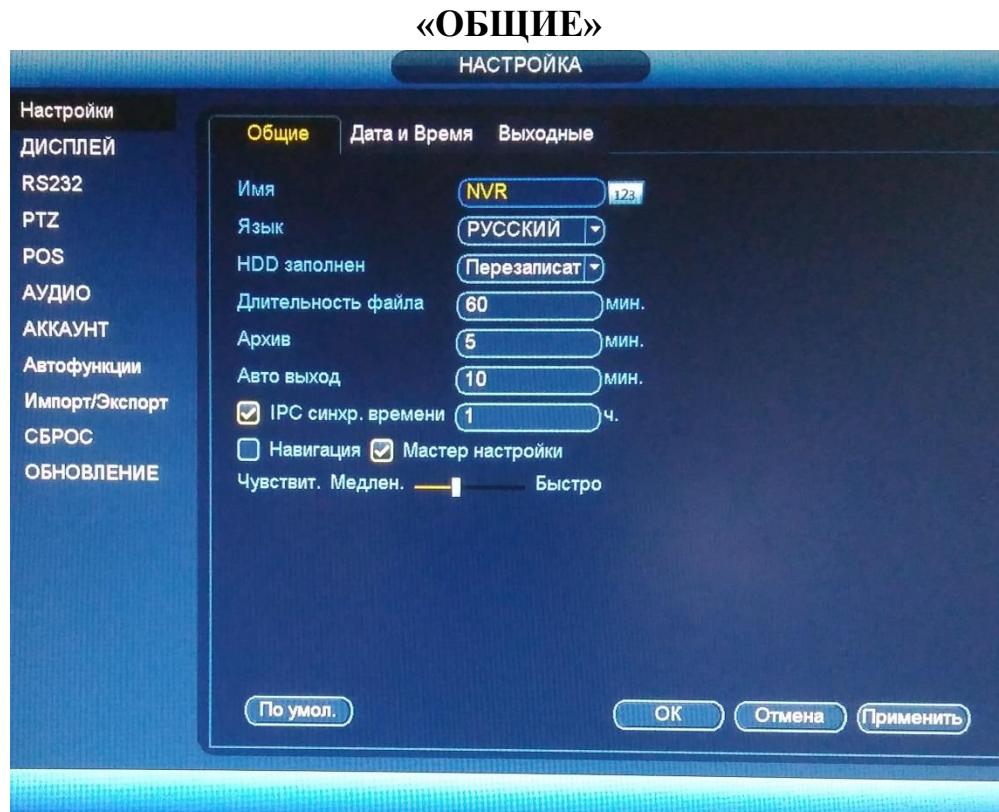 «ОБЩИЕ»
НАСТРОЙКА
Настройки
ДИСПЛЕЙ
RS232
PTZ
POS
АУДИО
АККАУНТ
Автофункции
Импорт/Экспорт
СБРОС
ОБНОВЛЕНИЕ
Общие Дата и Время Выходные
Имя NVR 123
Язык РУССКИЙ
HDD заполнен Перезаписат
Длительность файла 60 мин.
Архив 5 мин.
Авто выход 10 мин.
IPC синхр. времени 1 ч.
Навигация Мастер настройки
Чувствит. Медлен. Быстро
По умол. ОК Отмена Применить